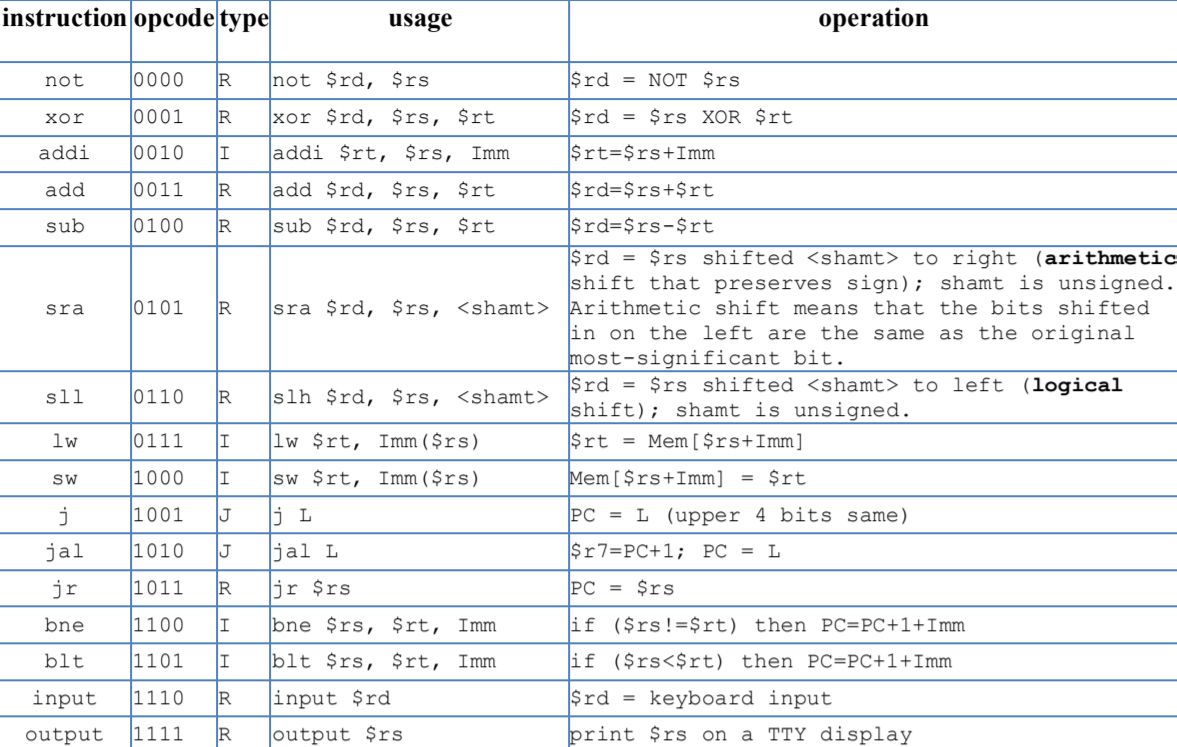 instruction opcode type usage operation
not 0000 R not $rd, $rs $rd = NOT $rs
xor 0001 R xor $rd, $rs, $rt $rd = $rs XOR $rt
addi 0010 I addi $rt, $rs, Imm $rt=$rs+Imm
add 0011 R add $rd, $rs, $rt $rd=$rs+$rt
sub 0100 R sub $rd, $rs, $rt $rd=$rs-$rt
sra 0101 R sra $rd, $rs, <shamt> $rd = $rs shifted <shamt> to right (arithmetic
shift that preserves sign); shamt is unsigned.
Arithmetic shift means that the bits shifted
in on the left are the same as the original
most-significant bit.
sll 0110 R slh $rd, $rs, <shamt> $rd = $rs shifted <shamt> to left (logical
shift); shamt is unsigned.
lw 0111 I lw $rt, Imm($rs) $rt = Mem[$rs+Imm]
sw 1000 I sw $rt, Imm($rs) Mem[$rs+Imm] = $rt
j 1001 J j L PC = L (upper 4 bits same)
jal 1010 J jal L $r7=PC+1; PC = L
jr 1011 R jr $rs PC = $rs
bne 1100 I bne $rs, $rt, Imm if ($rs!=$rt) then PC=PC+1+Imm
blt 1101 I blt $rs, $rt, Imm if ($rs<$rt) then PC=PC+1+Imm
input 1110 R input $rd $rd = keyboard input
output 1111 R output $rs print $rs on a TTY display